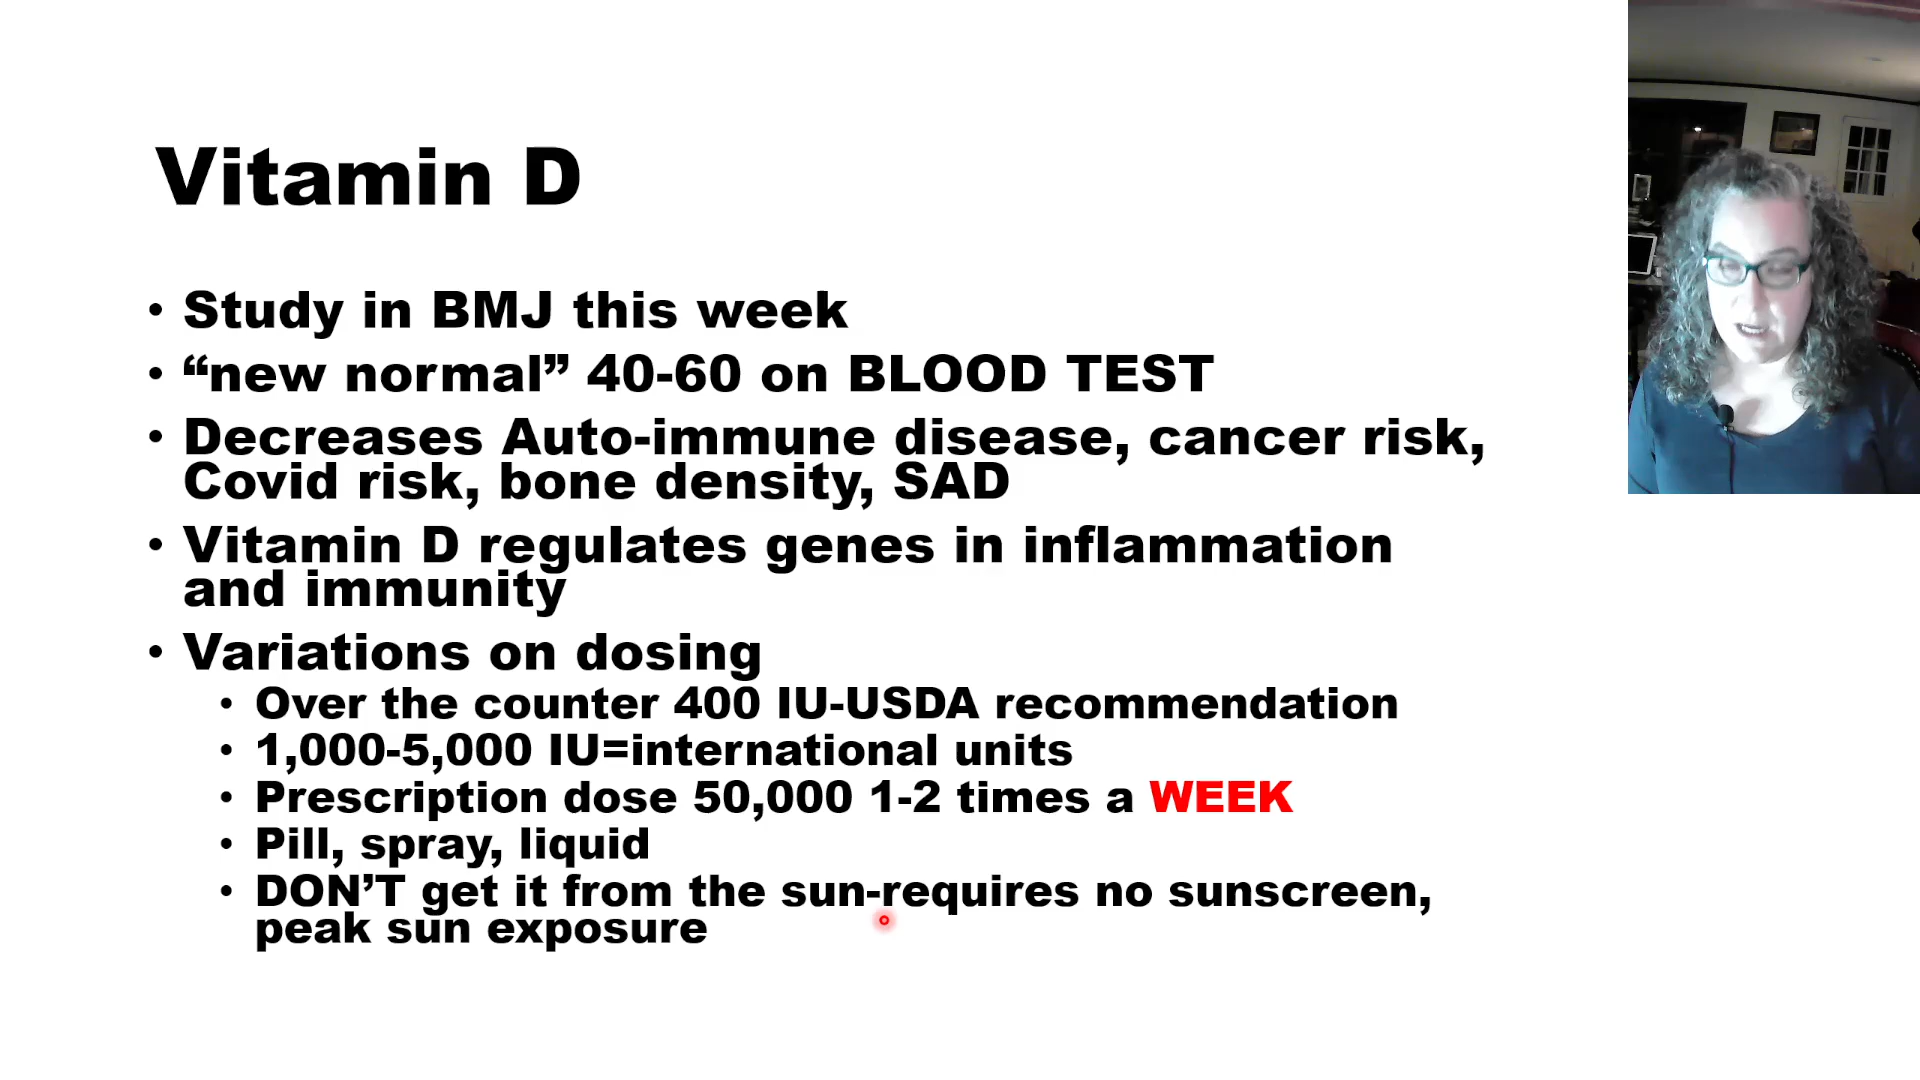 Vitamin D
• Study in BMJ this week
• “new normal” 40-60 on BLOOD TEST
• Decreases Auto-immune disease, cancer risk,
Covid risk, bone density, SAD
• Vitamin D regulates genes in inflammation
and immunity
• Variations on dosing
• Over the counter 400 IU-USDA recommendation
• 1,000-5,000 IU=international units
• Prescription dose 50,000 1-2 times a WEEK
• Pill, spray, liquid
• DON’T get it from the sun-requires no sunscreen,
peak sun exposure